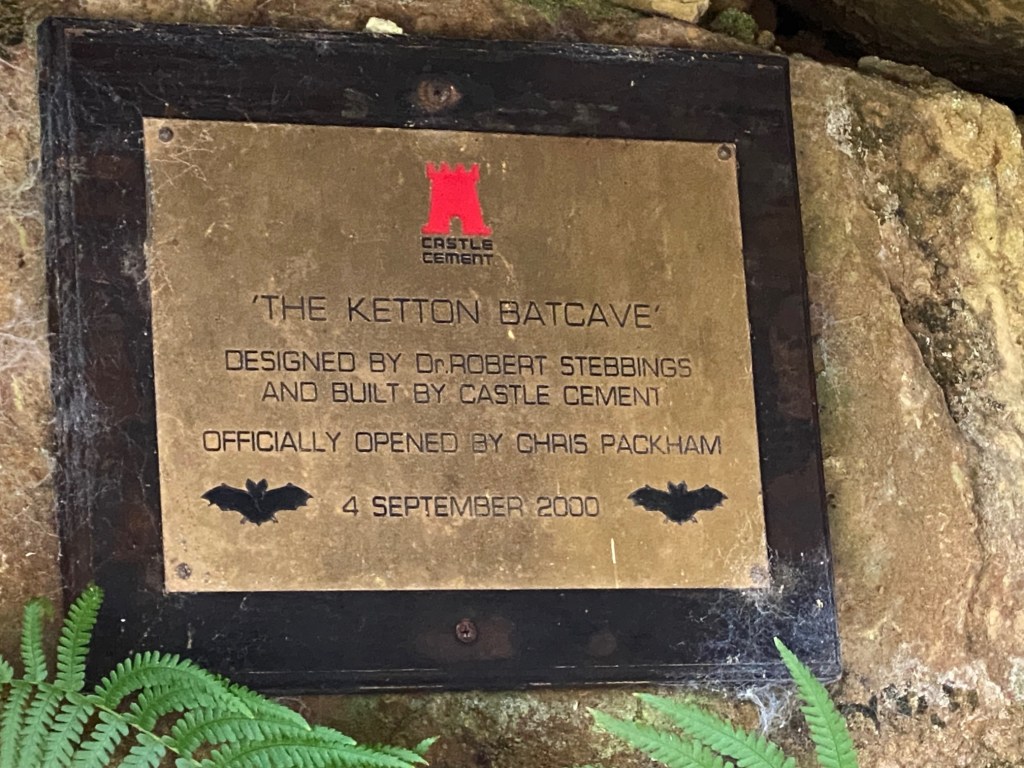 CASTLE
CEMENT
'THE KETTON BATCAVE'
DESIGNED BY Dr.ROBERT STEBBINGS
AND BUILT BY CASTLE CEMENT
OFFICIALLY OPENED BY CHRIS PACKHAM
4 SEPTEMBER 2000